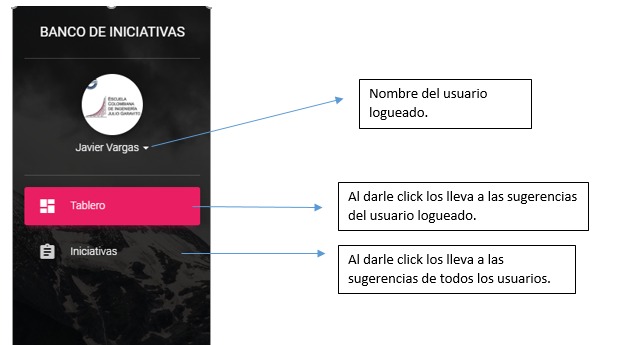 BANCO DE INICIATIVAS
ESCUELA
COLOMBIANA
DE INGENIERÍA
JULIO GARAVITO
Javier Vargas
Tablero
Iniciativas
Nombre del usuario
logueado.
Al darle click los lleva a las sugerencias
del usuario logueado.
Al darle click los lleva a las
sugerencias de todos los usuarios.